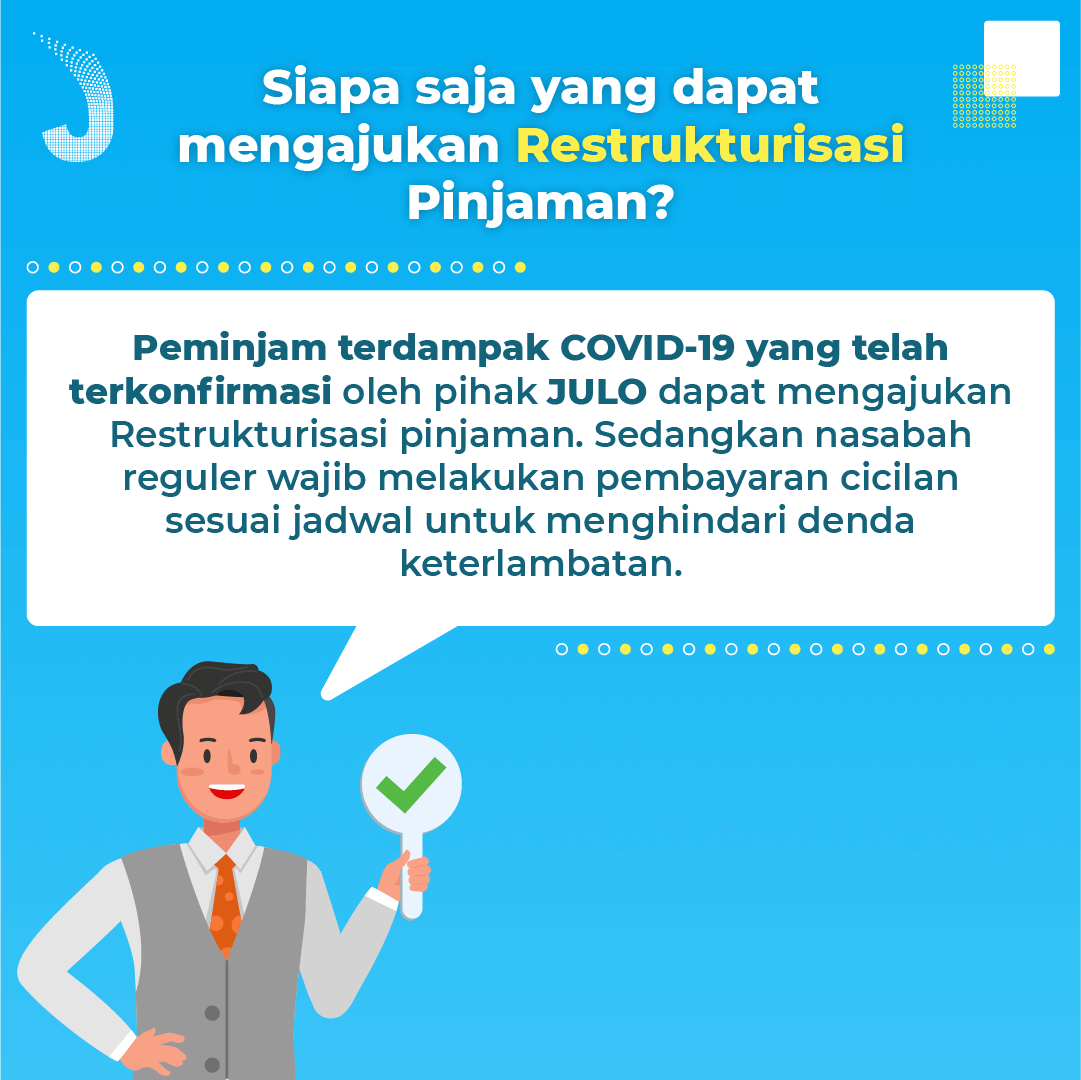 Siapa saja yang dapat
mengajukan Restrukturisasi
Pinjaman?
Peminjam terdampak COVID-19 yang telah
terkonfirmasi oleh pihak JULO dapat mengajukan
Restrukturisasi pinjaman. Sedangkan nasabah
reguler wajib melakukan pembayaran cicilan
sesuai jadwal untuk menghindari denda
keterlambatan.